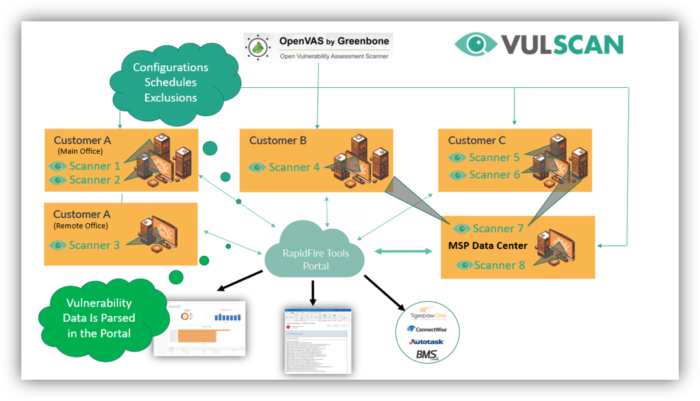 OpenVAS by Greenbone
Open Vulnerability Assessment Scanner
VULSCAN
Configurations
Schedules
Exclusions
Customer A
(Main Office)
Scanner 1
Scanner 2
Customer B
Scanner 4
Customer C
Scanner 5
Scanner 6
Customer A
(Remote Office)
Scanner 3
RapidFire Tools
Portal
Scanner 7
MSP Data Center
Scanner 8
Vulnerability
Data Is Parsed
in the Portal
TigerpawOne
ConnectWise
Autotask
BMS